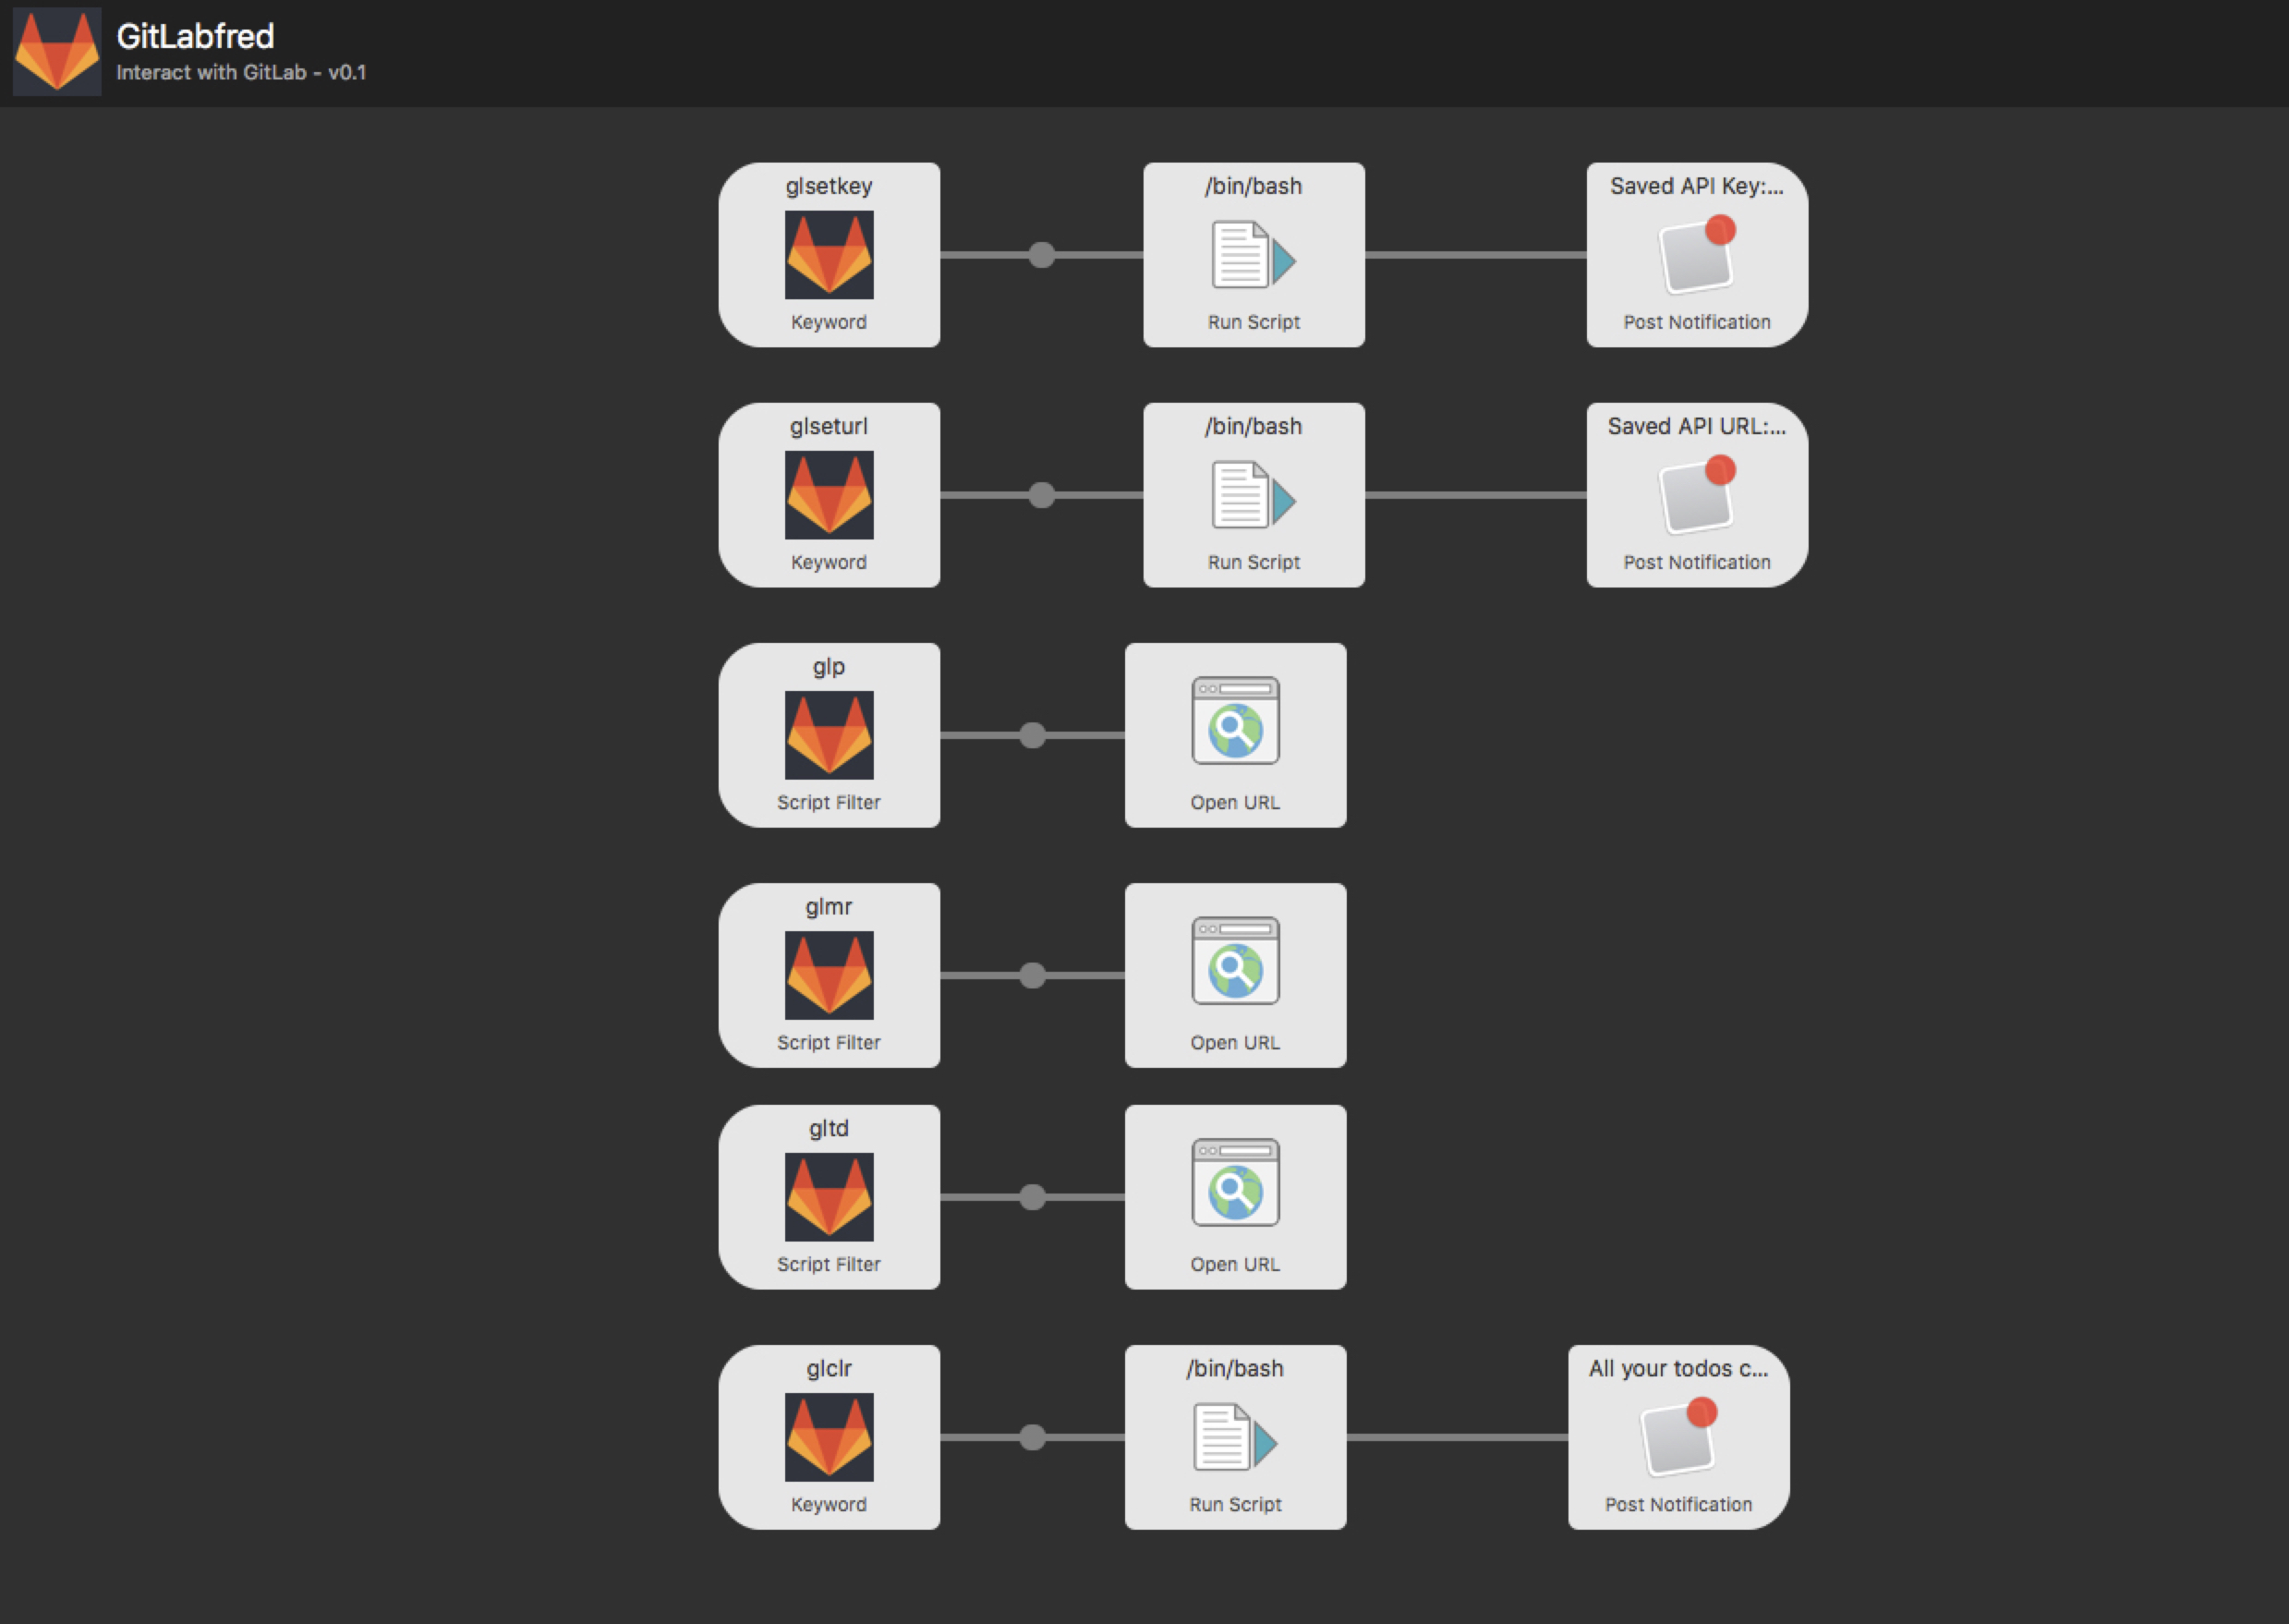 GitLabfred
Interact with GitLab - v0.1
glsetkey
/bin/bash
Saved API Key:...
Keyword
Run Script
Post Notification
glseturl
/bin/bash
Saved API URL:...
Keyword
Run Script
Post Notification
glp
Script Filter
Open URL
glmr
Script Filter
Open URL
gltd
Script Filter
Open URL
glclr
/bin/bash
All your todos c...
Keyword
Run Script
Post Notification